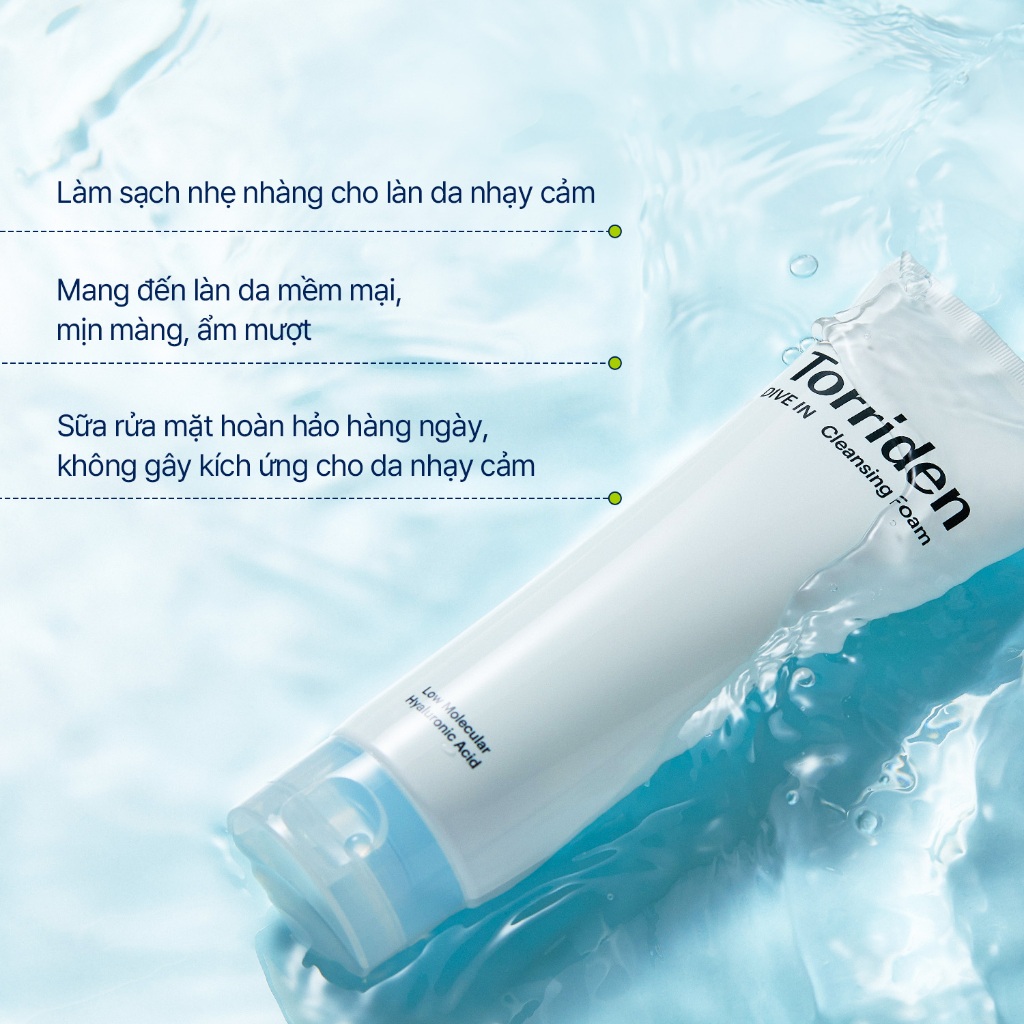 Làm sạch nhẹ nhàng cho làn da nhạy cảm
Mang đến làn da mềm mại,
mịn màng, ẩm mượt
Sữa rửa mặt hoàn hảo hàng ngày,
không gây kích ứng cho da nhạy cảm
Torriden
DIVE IN Cleansing Foam
Low Molecular
Hyaluronic Acid